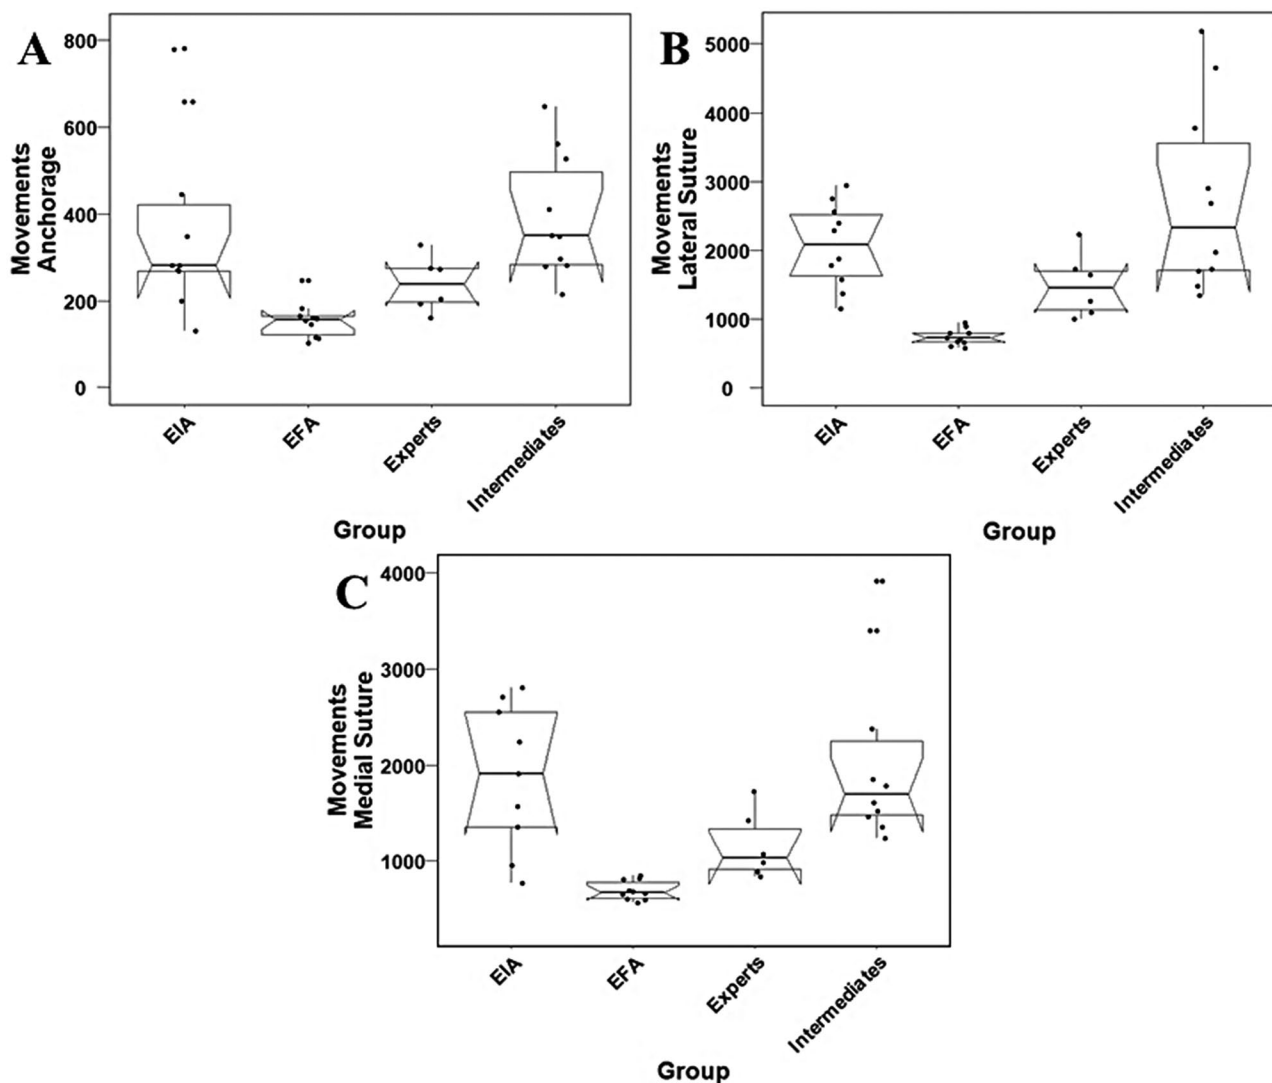 A
Movements
Anchorage
800
600
400
200
0
EIA
EFA
Experts
Intermediates
Group
B
Movements
Lateral Suture
5000
4000
3000
2000
1000
0
EIA
EFA
Experts
Intermediates
Group
C
Movements
Medial Suture
4000
3000
2000
1000
EIA
EFA
Experts
Intermediates
Group